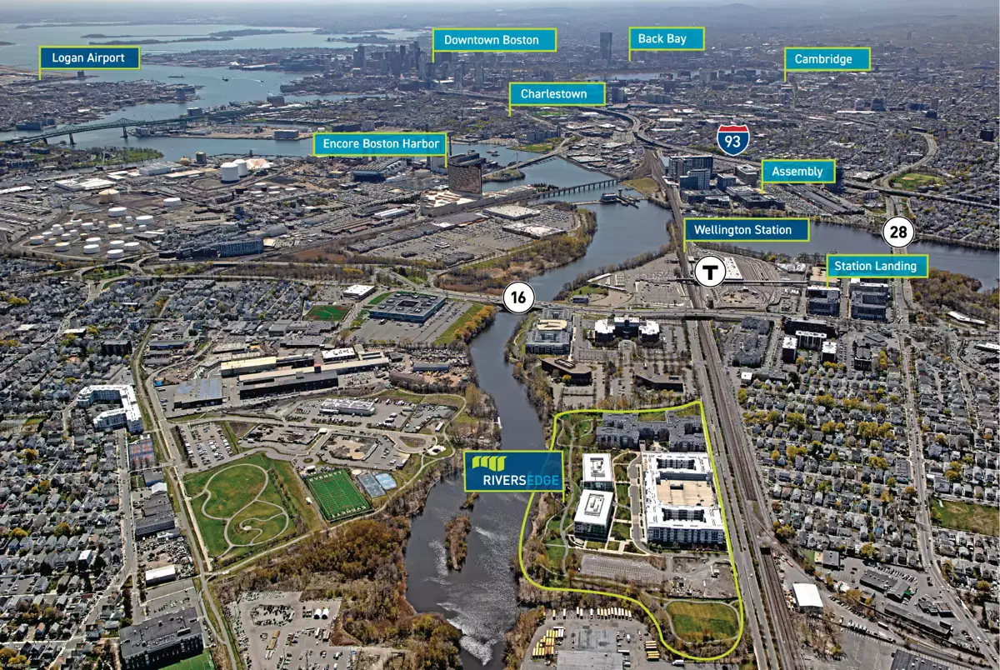 Downtown Boston
Back Bay
Logan Airport
Cambridge
Charlestown
Encore Boston Harbor
93
Assembly
Wellington Station
28
Station Landing
T
16
RIVERSEDGE